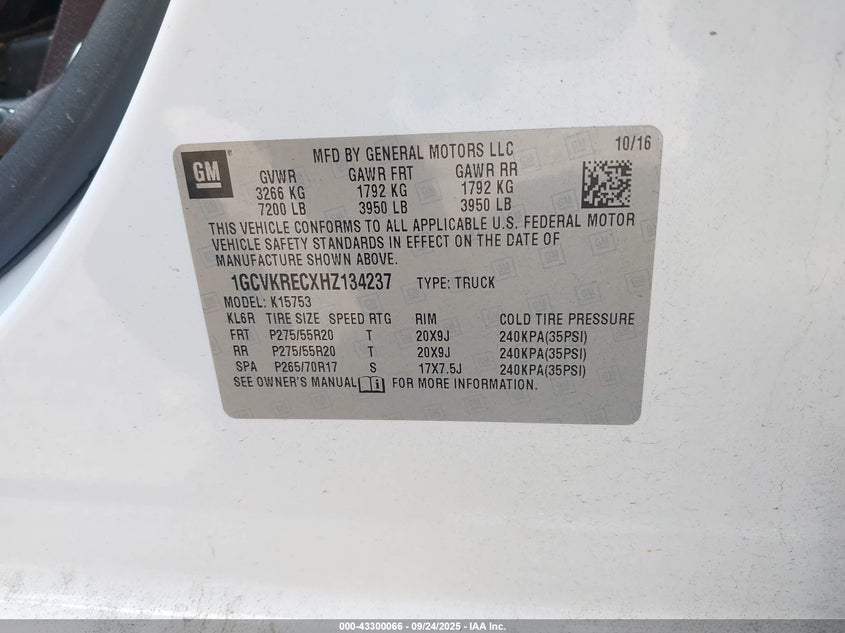 GM
MFD BY GENERAL MOTORS LLC 10/16
GVWR GAWR FRT GAWR RR
3266 KG 1792 KG 1792 KG
7200 LB 3950 LB 3950 LB
THIS VEHICLE CONFORMS TO ALL APPLICABLE U.S. FEDERAL MOTOR
VEHICLE SAFETY STANDARDS IN EFFECT ON THE DATE OF
MANUFACTURE SHOWN ABOVE.
1GCVKRECXHZ134237 TYPE: TRUCK
MODEL: K15753
KL6R TIRE SIZE SPEED RTG RIM COLD TIRE PRESSURE
FRT P275/55R20 T 20X9J 240KPA(35PSI)
RR P275/55R20 T 20X9J 240KPA(35PSI)
SPA P265/70R17 S 17X7.5J 240KPA(35PSI)
SEE OWNER'S MANUAL i FOR MORE INFORMATION.
000-43300066 - 09/24/2025 - IAA Inc.